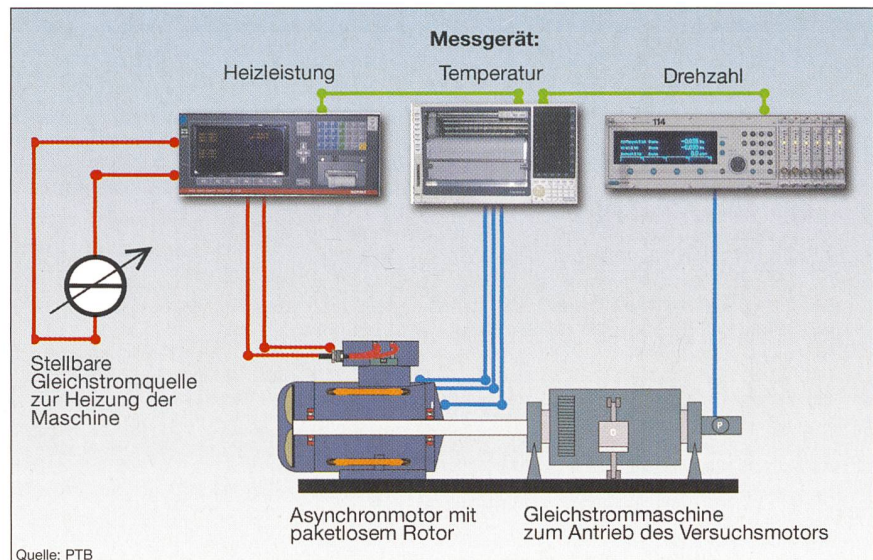 Messgerät:
Heizleistung
Temperatur
Drehzahl
114
Stellbare
Gleichstromquelle
zur Heizung der
Maschine
P
Asynchronmotor mit
paketlosem Rotor
Gleichstrommaschine
zum Antrieb des Versuchsmotors
Quelle: PTB